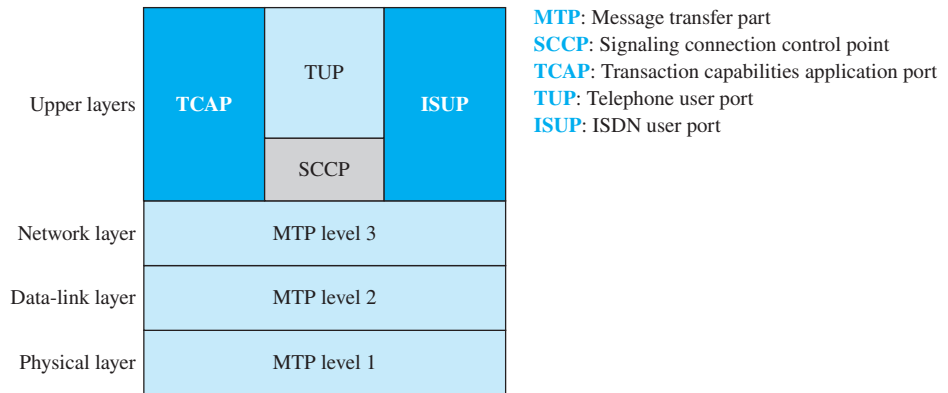 Upper layers
TCAP
TUP
SCCP
ISUP
Network layer
MTP level 3
Data-link layer
MTP level 2
Physical layer
MTP level 1
MTP: Message transfer part
SCCP: Signaling connection control point
TCAP: Transaction capabilities application port
TUP: Telephone user port
ISUP: ISDN user port